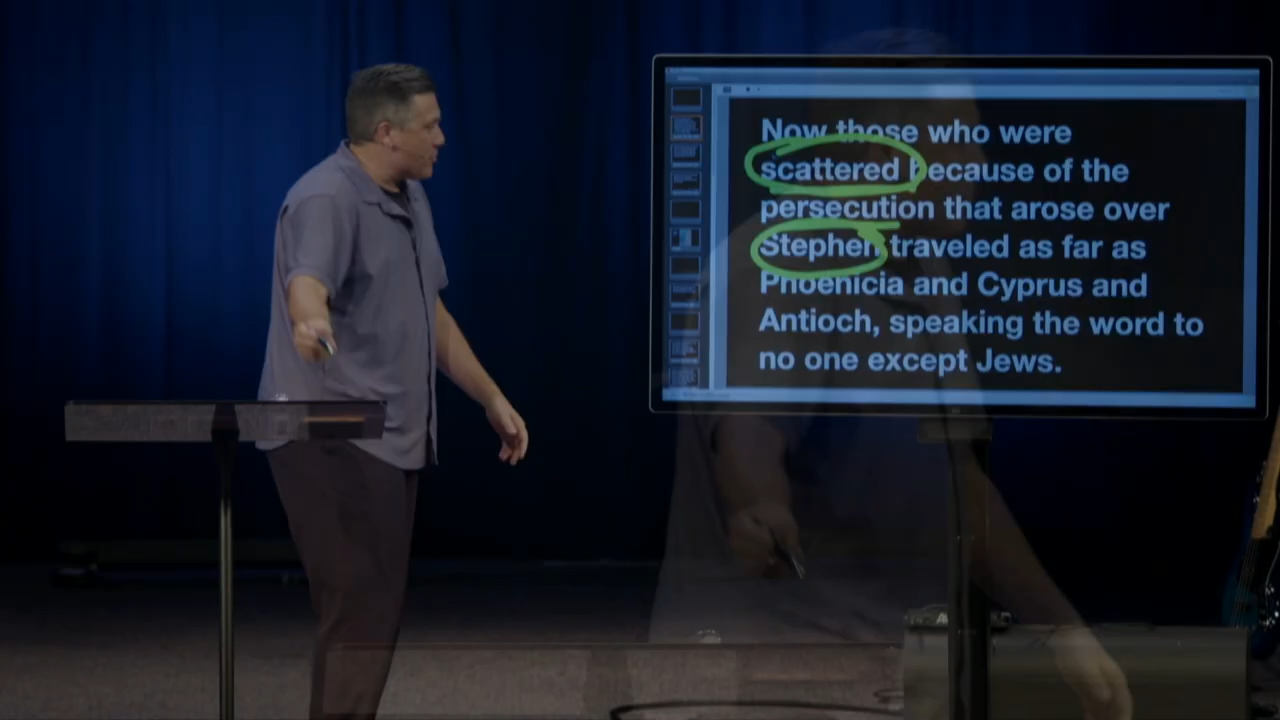 Now those who were
scattered because of the
persecution that arose over
Stephen traveled as far as
Phoenicia and Cyprus and
Antioch, speaking the word to
no one except Jews.